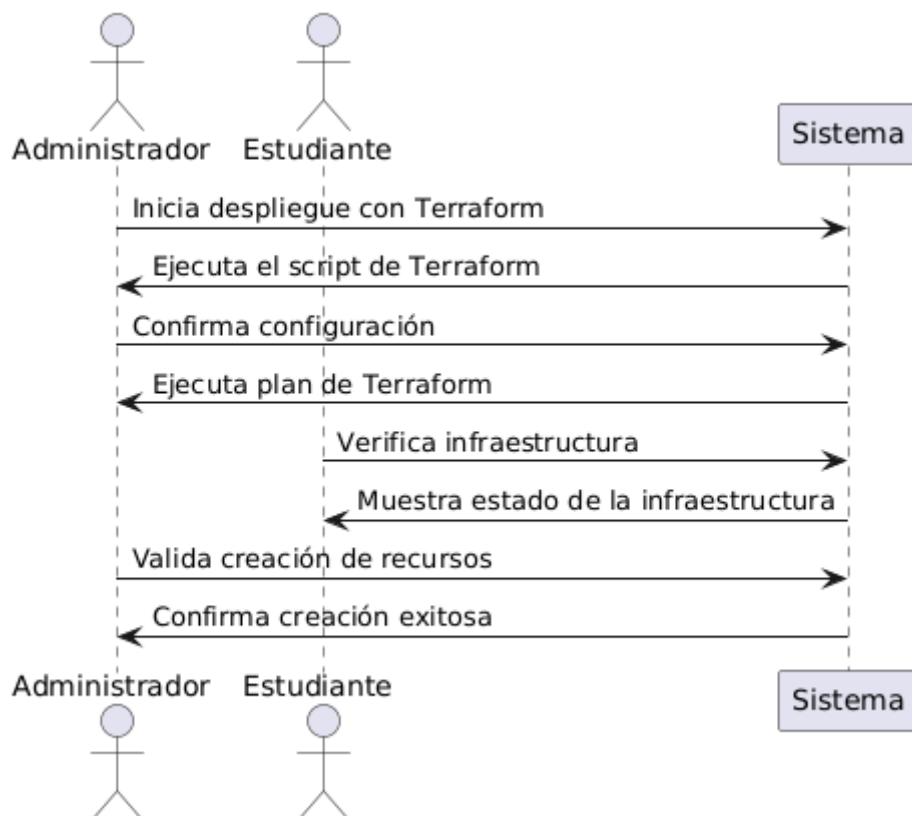 Administrador
Estudiante
Sistema
Inicia despliegue con Terraform
Ejecuta el script de Terraform
Confirma configuración
Ejecuta plan de Terraform
Verifica infraestructura
Muestra estado de la infraestructura
Valida creación de recursos
Confirma creación exitosa
Administrador
Estudiante
Sistema